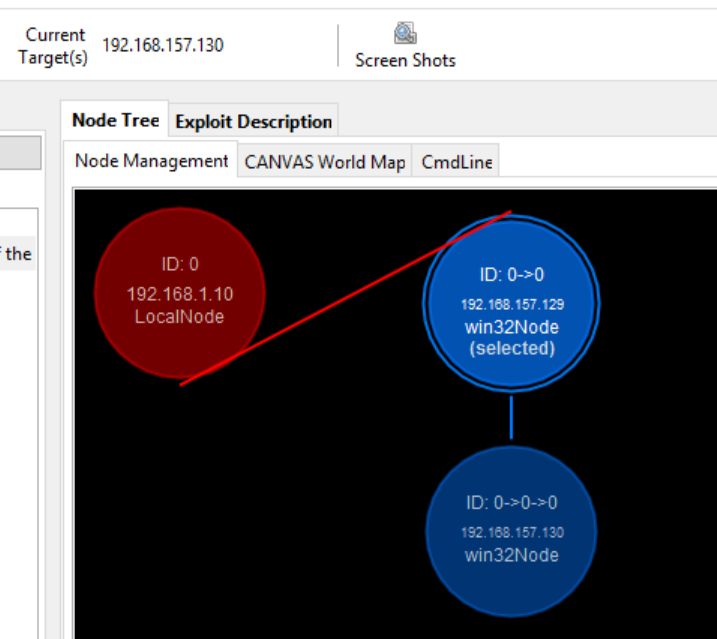 Current
Target(s)
192.168.157.130
Screen Shots
Node Tree
Exploit Description
Node Management
CANVAS World Map
CmdLine
the
ID: 0
192.168.1.10
LocalNode
ID: 0->0
192.168.157.129
win32Node
(selected)
ID: 0->0->0
192.168.157.130
win32Node